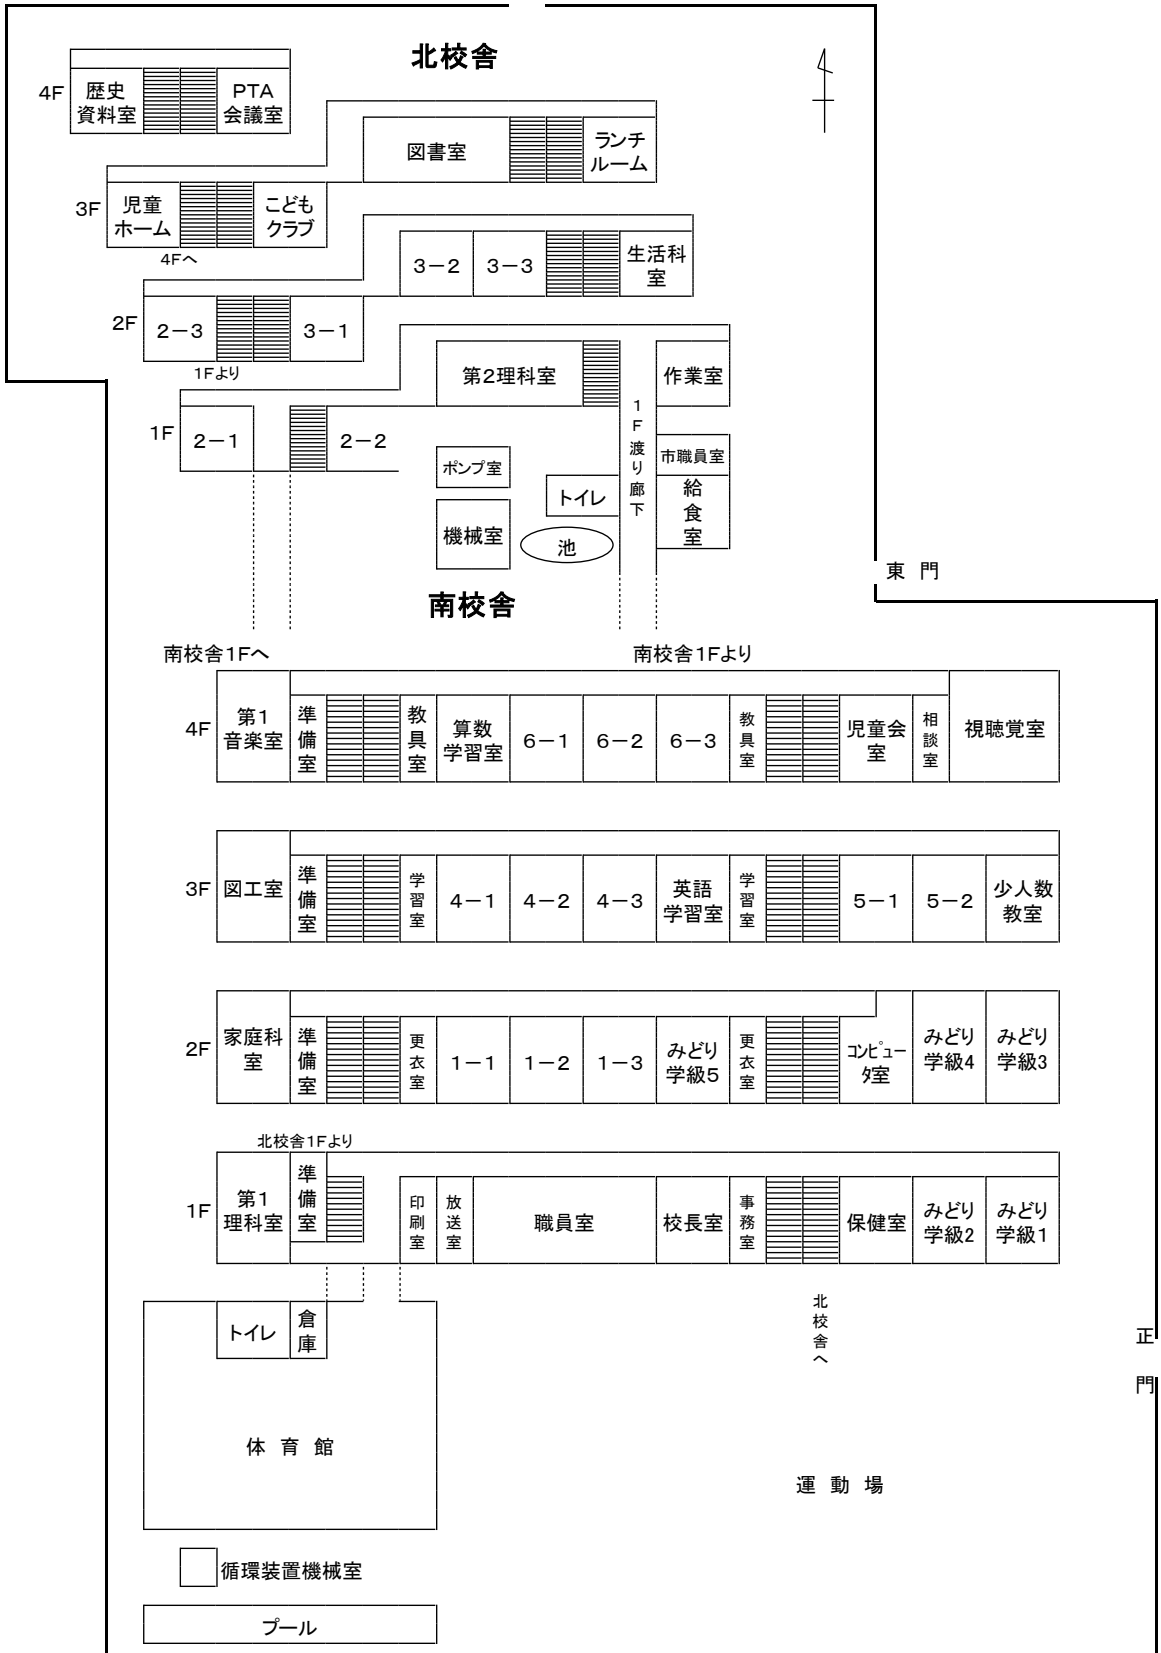 北校舎
4F
歴史
資料室
PTA
会議室
図書室
ランチ
ルーム
3F
児童
ホーム
こども
クラブ
4Fへ
3-2
3-3
生活科
室
2F
2-3
3-1
1Fより
第2理科室
作業室
1F
2-1
2-2
1F渡り廊下
ポンプ室
市職員室
トイレ
給食室
機械室
池
東門
南校舎
南校舎1Fへ
南校舎1Fより
4F
第1
音楽室
準備室
教具室
算数
学習室
6-1
6-2
6-3
教具室
児童会
室
相談室
視聴覚室
3F
図工室
準備室
学習室
4-1
4-2
4-3
英語
学習室
学習室
5-1
5-2
少人数
教室
2F
家庭科
室
準備室
更衣室
1-1
1-2
1-3
みどり
学級5
更衣室
コンピュー
タ室
みどり
学級4
みどり
学級3
北校舎1Fより
1F
第1
理科室
準備室
印刷室
放送室
職員室
校長室
事務室
保健室
みどり
学級2
みどり
学級1
トイレ
倉庫
北校舎へ
正門
体育館
運動場
循環装置機械室
プール